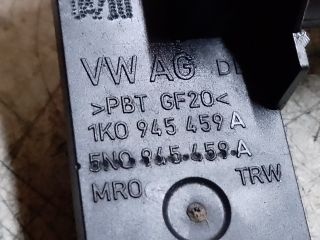 VW AG
>PBT GF20<
1K0 945 459 A
5N0 945 459 A
MRO TRW